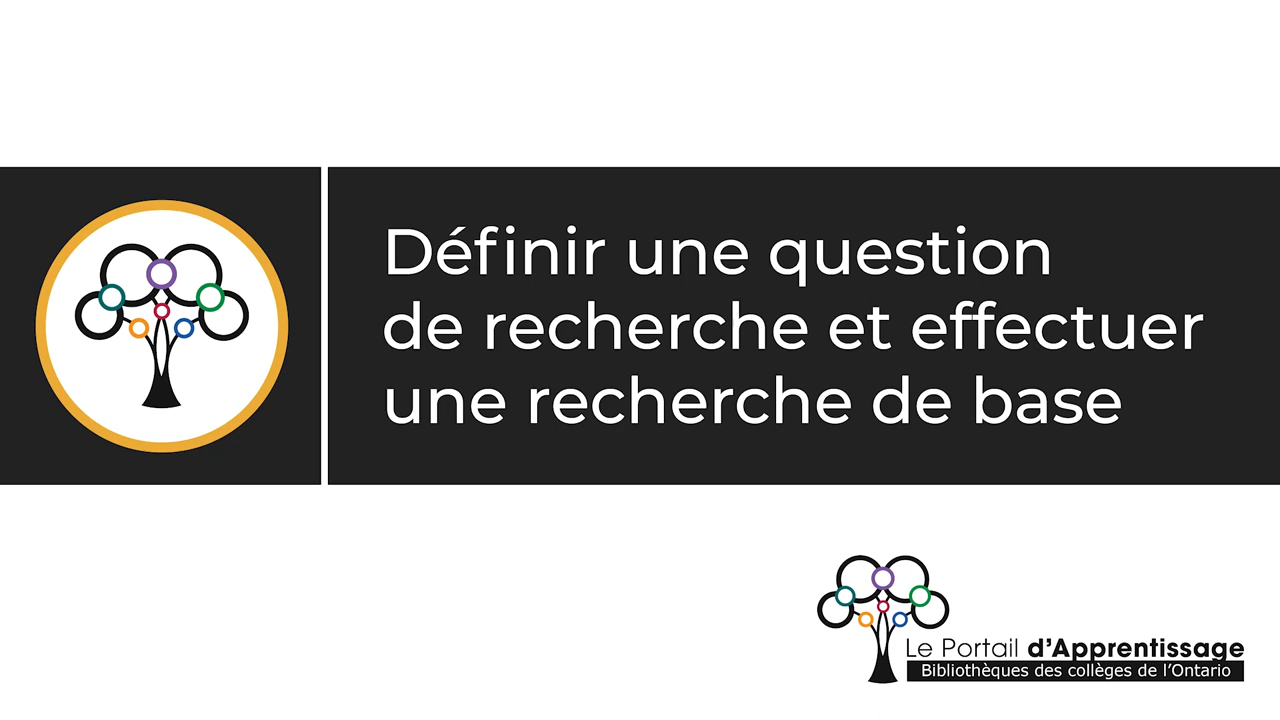 Définir une question
de recherche et effectuer
une recherche de base
Le Portail d'Apprentissage
Bibliothèques des collèges de l'Ontario